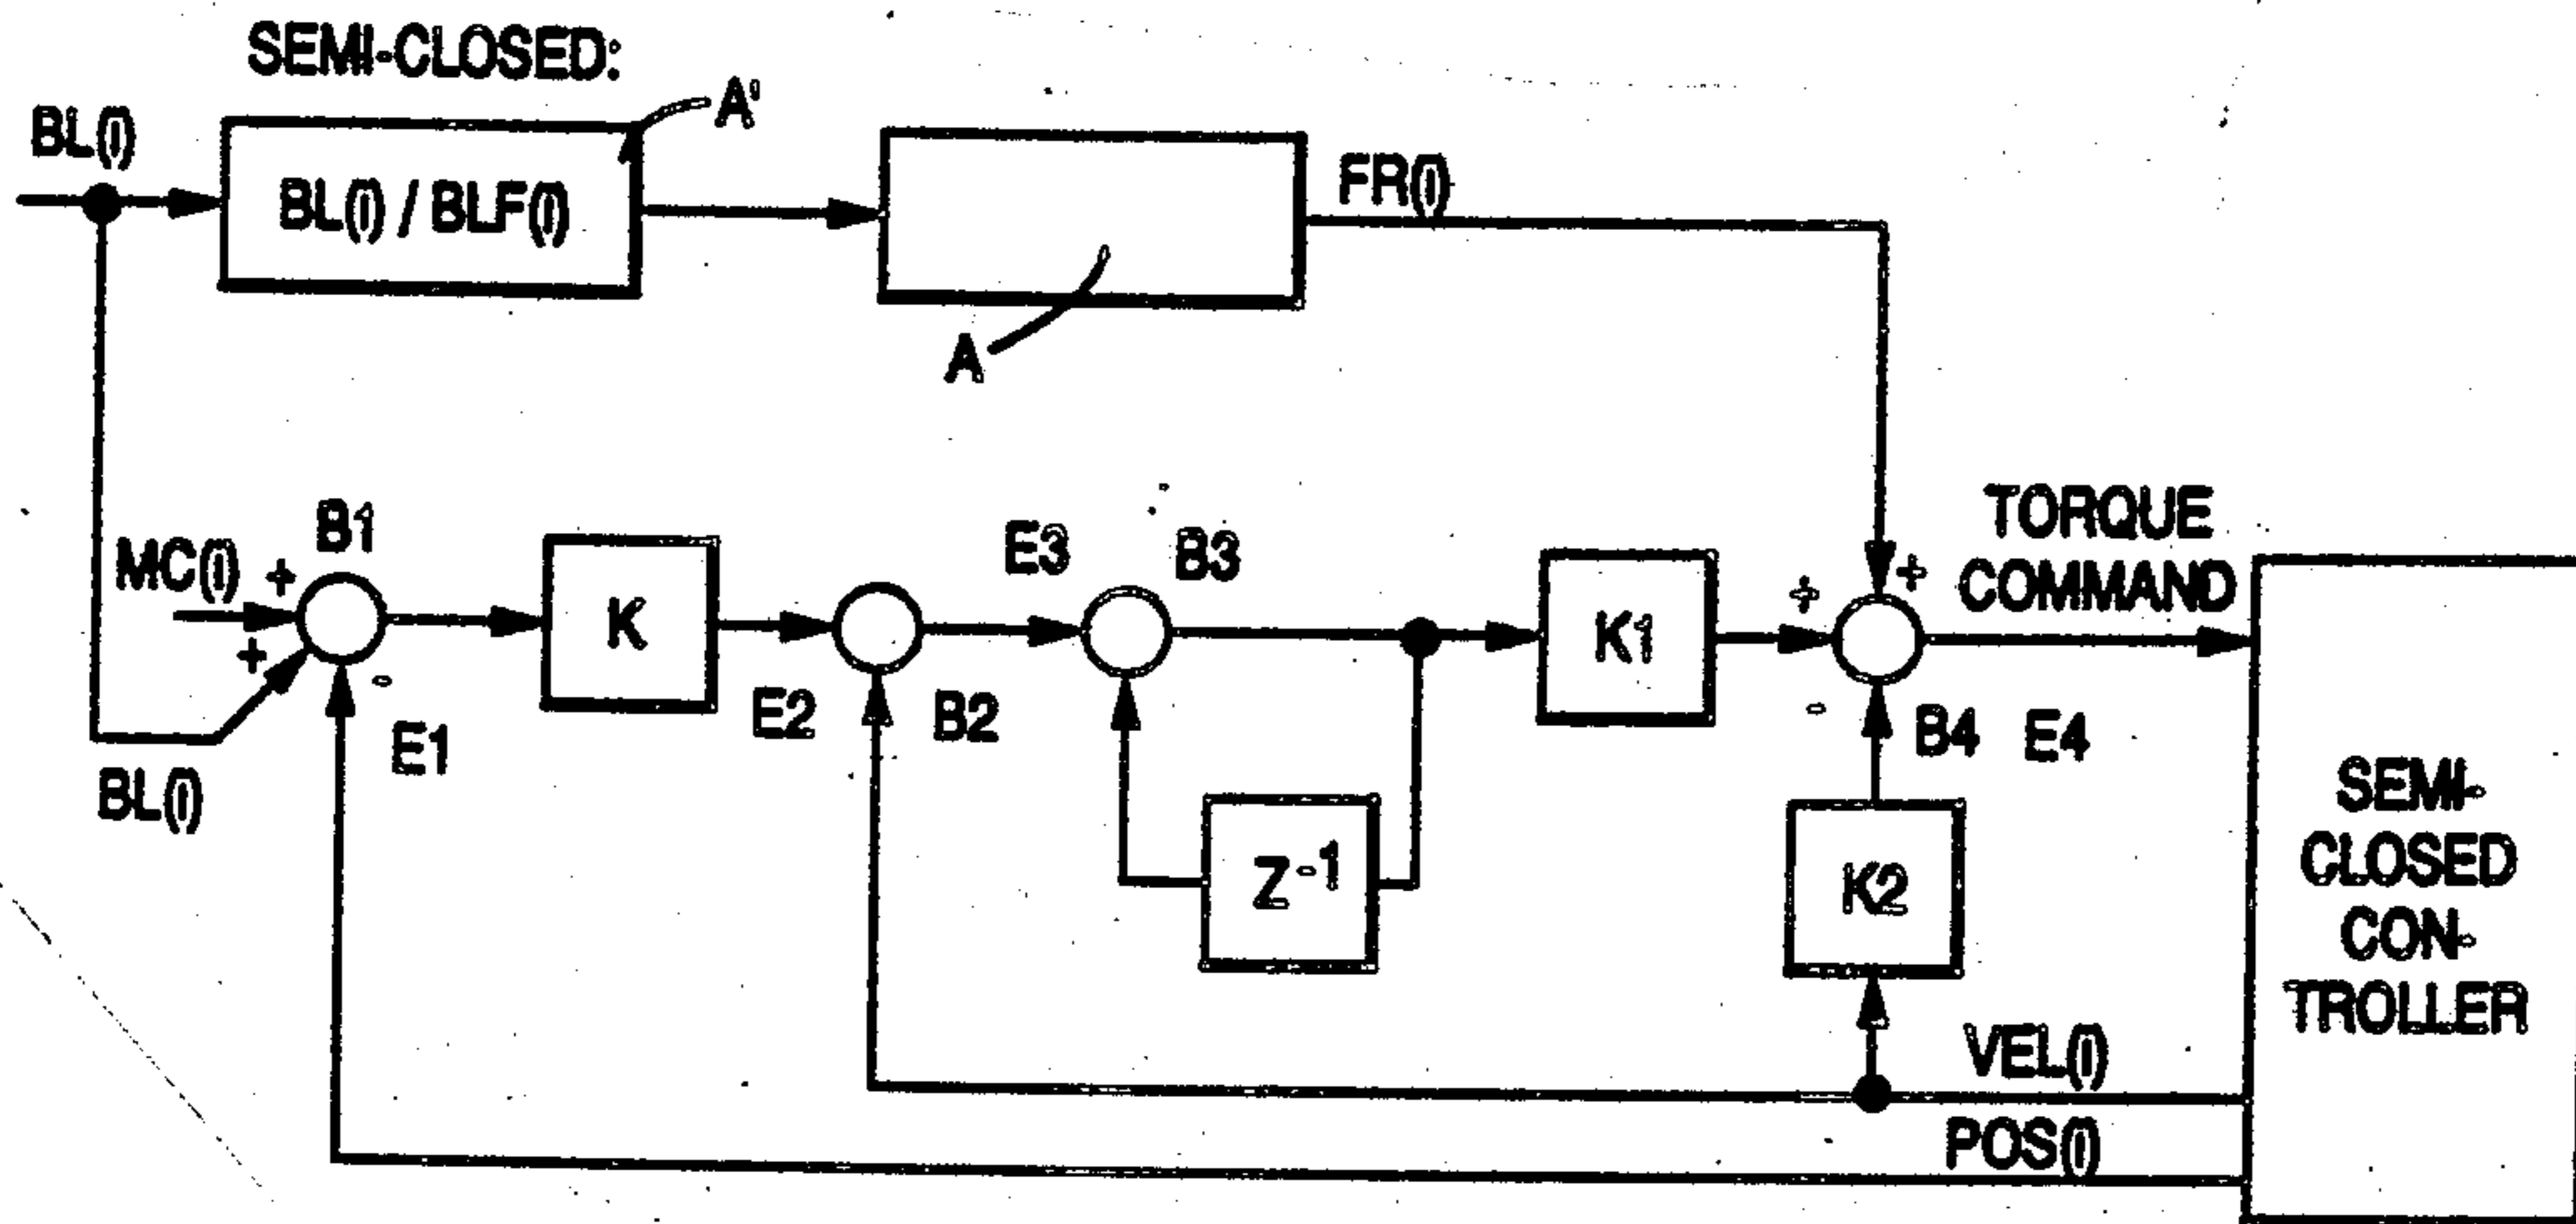 SEMI-CLOSED:
BL(i)
A'
BL(i) / BLF(i)
FR(i)
A
MC(i)
+
B1
+
-
E1
BL(i)
K
E2
B2
E3
B3
Z-1
K1
+
+
-
B4
E4
K2
TORQUE
COMMAND
VEL(i)
POS(i)
SEMI-
CLOSED
CON-
TROLLER